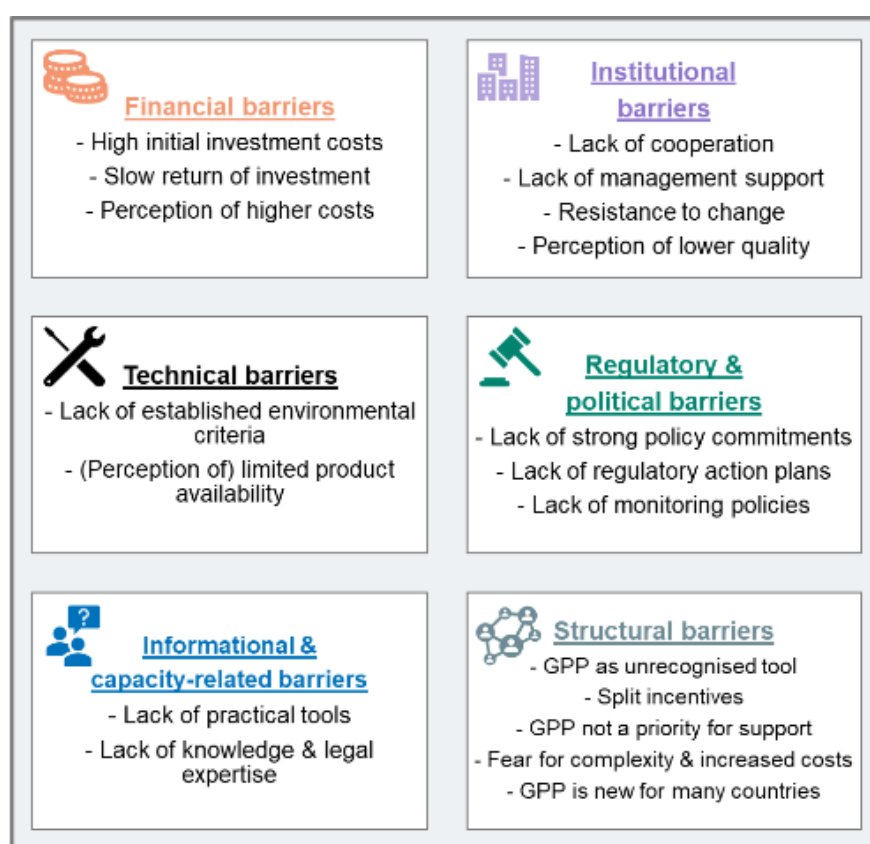 Financial barriers
- High initial investment costs
- Slow return of investment
- Perception of higher costs
Institutional
barriers
- Lack of cooperation
- Lack of management support
- Resistance to change
- Perception of lower quality
Technical barriers
- Lack of established environmental
criteria
- (Perception of) limited product
availability
Regulatory &
political barriers
- Lack of strong policy commitments
- Lack of regulatory action plans
- Lack of monitoring policies
?
Informational &
capacity-related barriers
- Lack of practical tools
- Lack of knowledge & legal
expertise
Structural barriers
- GPP as unrecognised tool
- Split incentives
- GPP not a priority for support
- Fear for complexity & increased costs
- GPP is new for many countries